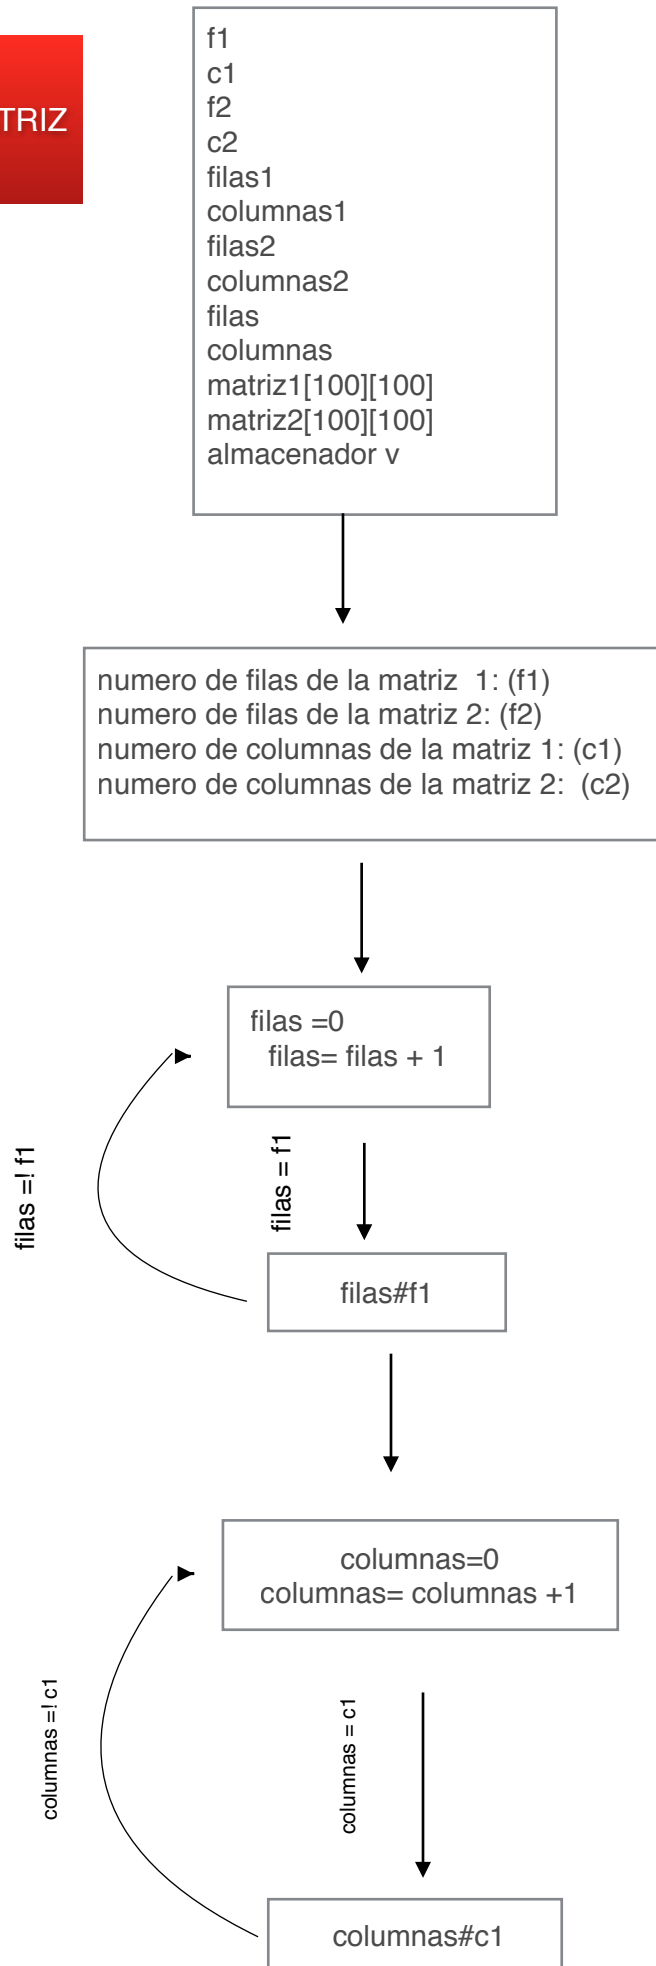 TRIZ
f1
c1
f2
c2
filas1
columnas1
filas2
columnas2
filas
columnas
matriz1[100][100]
matriz2[100][100]
almacenador v
numero de filas de la matriz  1: (f1)
numero de filas de la matriz 2: (f2)
numero de columnas de la matriz 1: (c1)
numero de columnas de la matriz 2:  (c2)
filas =0
filas= filas + 1
filas =! f1
filas = f1
filas#f1
columnas=0
columnas= columnas +1
columnas =! c1
columnas = c1
columnas#c1